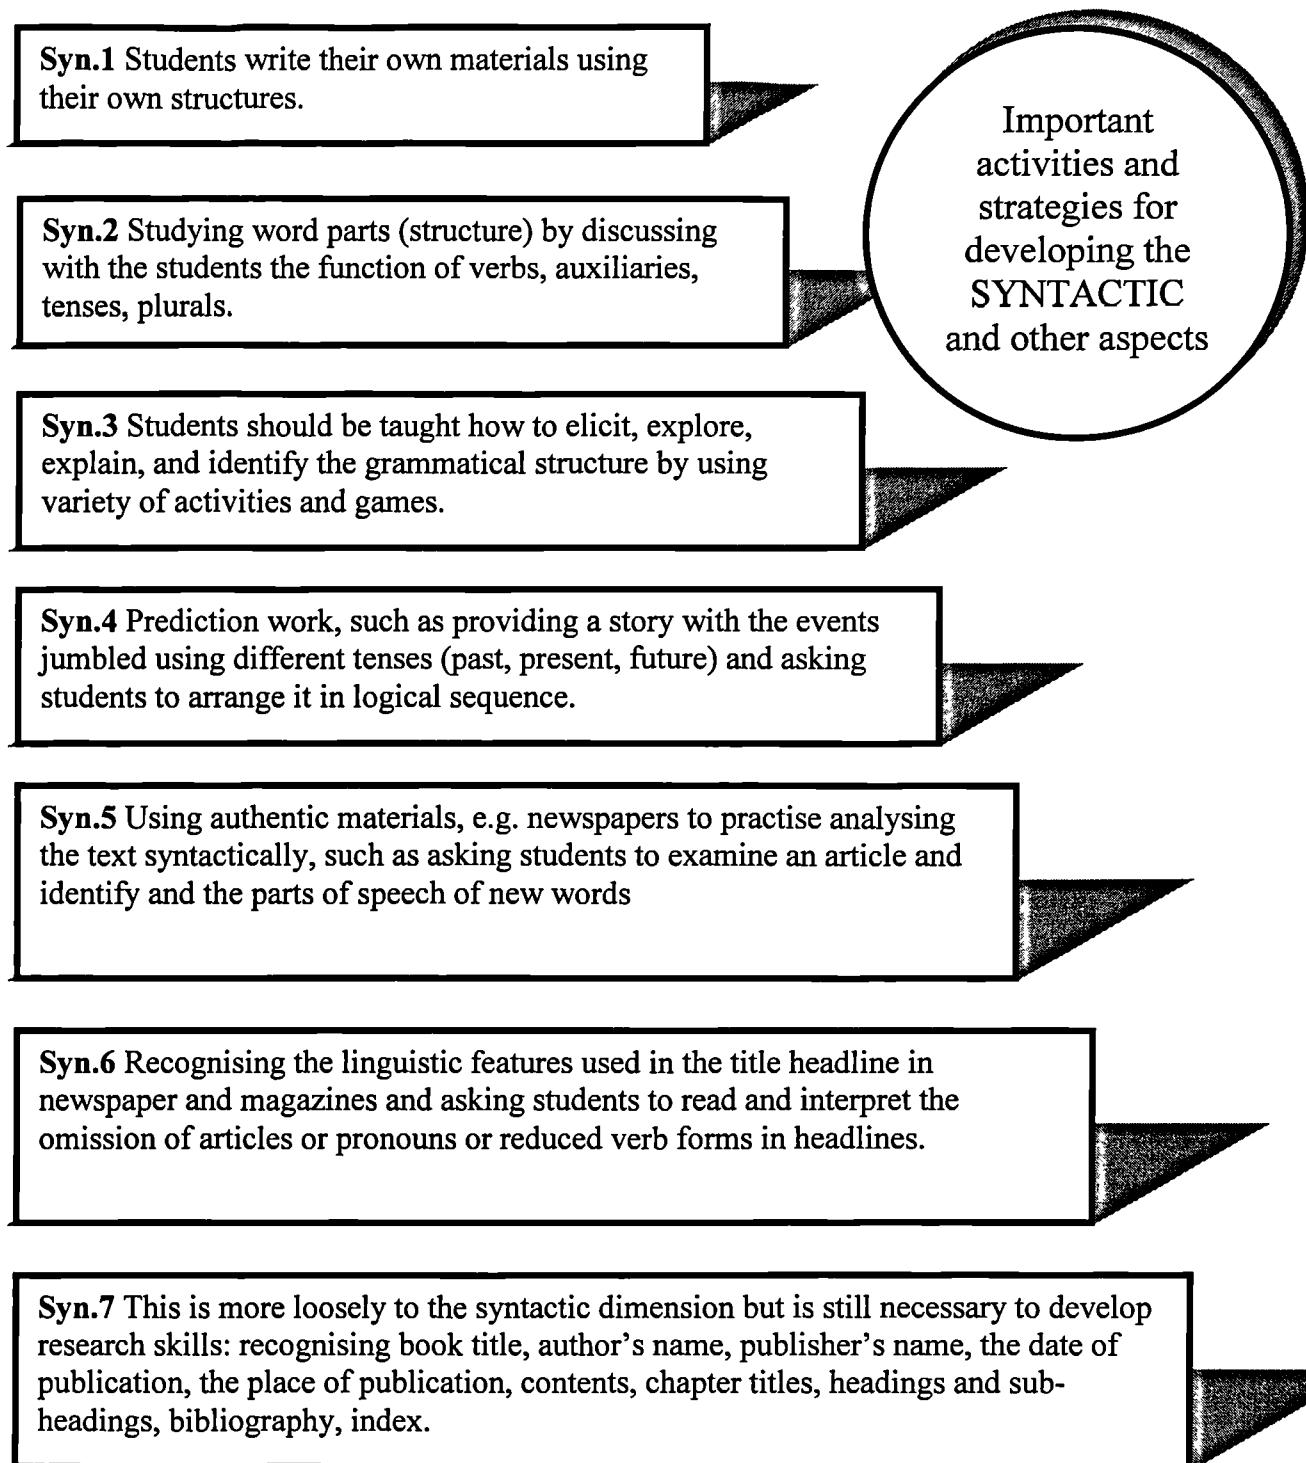 Syn.1 Students write their own materials using
their own structures.
Important
activities and
strategies for
developing the
SYNTACTIC
and other aspects
Syn.2 Studying word parts (structure) by discussing
with the students the function of verbs, auxiliaries,
tenses, plurals.
Syn.3 Students should be taught how to elicit, explore,
explain, and identify the grammatical structure by using
variety of activities and games.
Syn.4 Prediction work, such as providing a story with the events
jumbled using different tenses (past, present, future) and asking
students to arrange it in logical sequence.
Syn.5 Using authentic materials, e.g. newspapers to practise analysing
the text syntactically, such as asking students to examine an article and
identify and the parts of speech of new words
Syn.6 Recognising the linguistic features used in the title headline in
newspaper and magazines and asking students to read and interpret the
omission of articles or pronouns or reduced verb forms in headlines.
Syn.7 This is more loosely to the syntactic dimension but is still necessary to develop
research skills: recognising book title, author's name, publisher's name, the date of
publication, the place of publication, contents, chapter titles, headings and sub-
headings, bibliography, index.